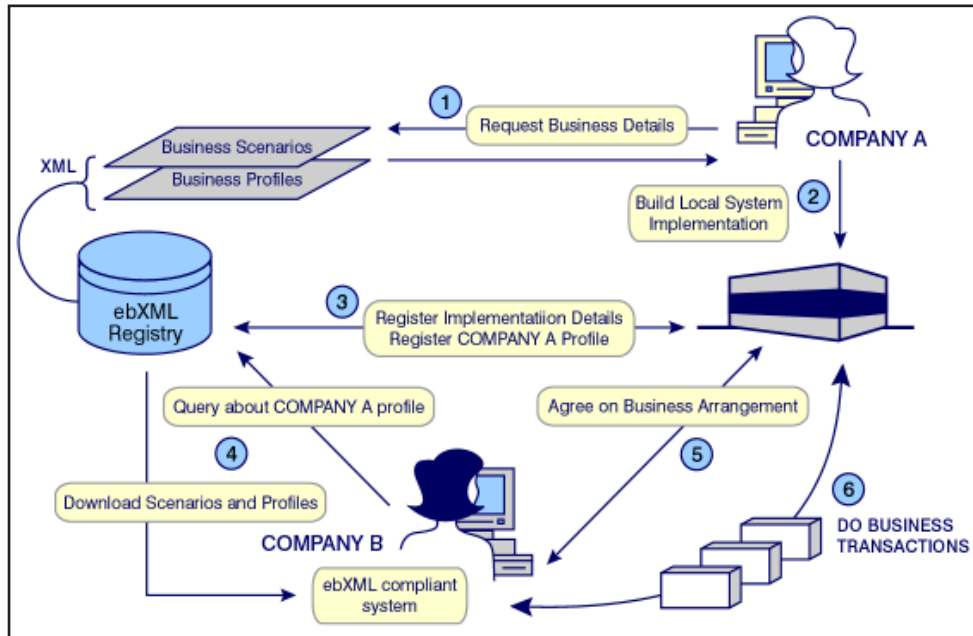 1
Request Business Details
COMPANY A
XML
Business Scenarios
Business Profiles
Build Local System
Implementation
2
ebXML
Registry
3
Register Implementatiion Details
Register COMPANY A Profile
Query about COMPANY A profile
Agree on Business Arrangement
4
5
6
Download Scenarios and Profiles
DO BUSINESS
TRANSACTIONS
COMPANY B
ebXML compliant
system